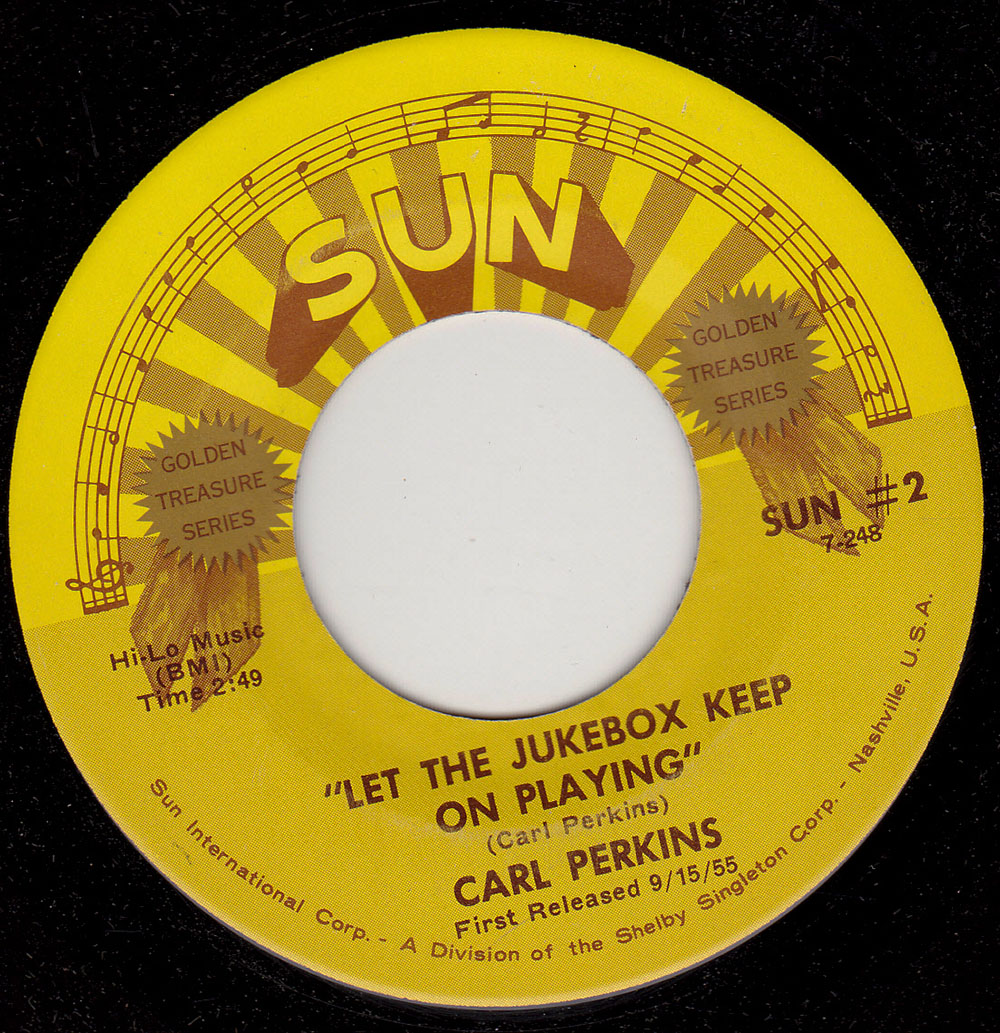 SUN
GOLDEN
TREASURE
SERIES
GOLDEN
TREASURE
SERIES
SUN #2
7-248
Hi-Lo Music
(BMI)
Time 2:49
"LET THE JUKEBOX KEEP
ON PLAYING"
(Carl Perkins)
CARL PERKINS
First Released 9/15/55
Sun International Corp. - A Division of the Shelby Singleton Corp. - Nashville, U.S.A.